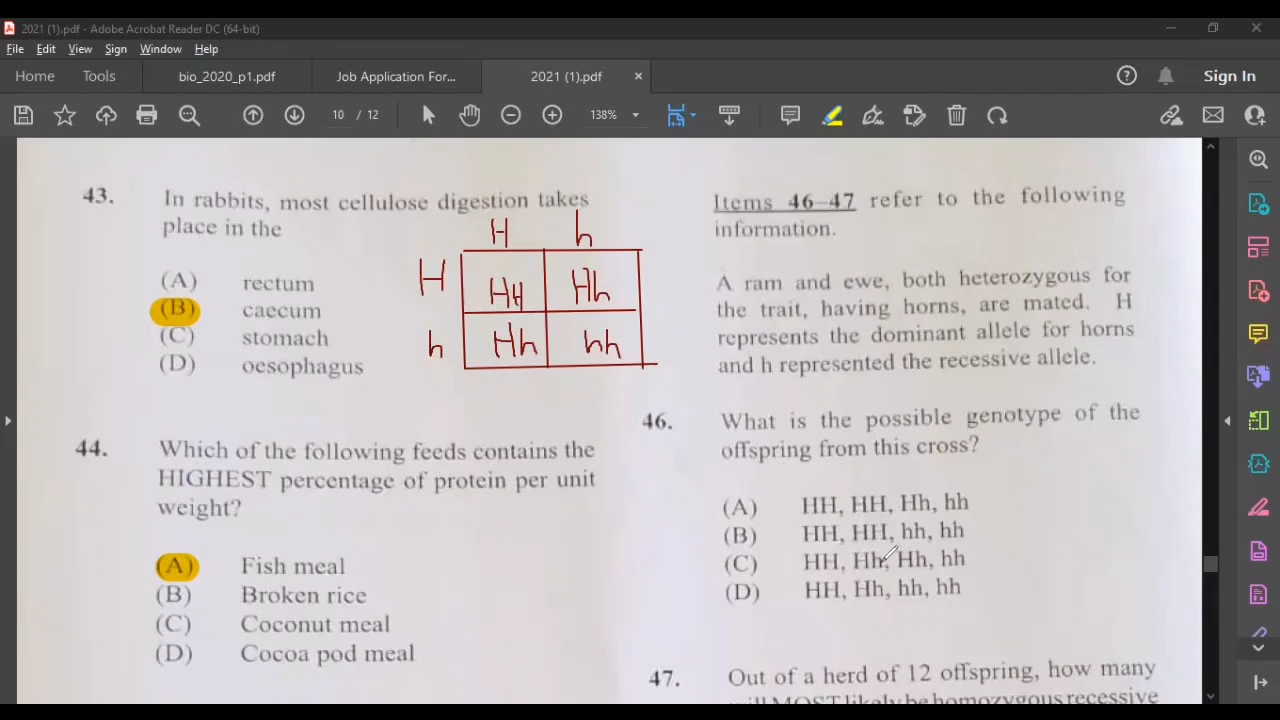 2021 (1).pdf - Adobe Acrobat Reader DC (64-bit)
File Edit View Sign Window Help
Home Tools bio_2020_p1.pdf Job Application For... 2021 (1).pdf × Sign In
10 / 12 138%
43. In rabbits, most cellulose digestion takes
place in the
(A) rectum
(B) caecum
(C) stomach
(D) oesophagus
H h
H HH Hh
h Hh hh
44. Which of the following feeds contains the
HIGHEST percentage of protein per unit
weight?
(A) Fish meal
(B) Broken rice
(C) Coconut meal
(D) Cocoa pod meal
Items 46–47 refer to the following
information.
A ram and ewe, both heterozygous for
the trait, having horns, are mated. H
represents the dominant allele for horns
and h represented the recessive allele.
46. What is the possible genotype of the
offspring from this cross?
(A) HH, HH, Hh, hh
(B) HH, HH, hh, hh
(C) HH, Hh, Hh, hh
(D) HH, Hh, hh, hh
47. Out of a herd of 12 offspring, how many
will MOST likely be homozygous recessive